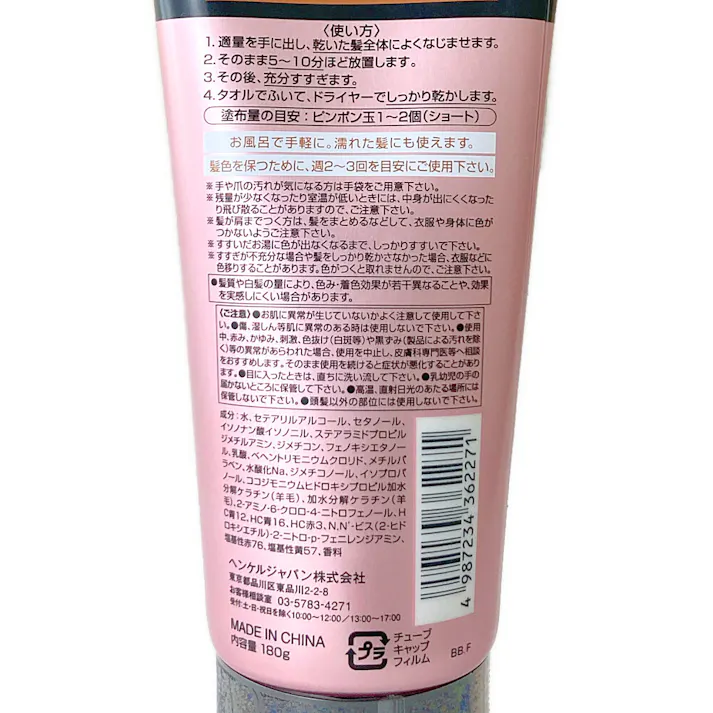 〈使い方〉
1. 適量を手に出し、乾いた髪全体によくなじませます。
2. そのまま5〜10分ほど放置します。
3. その後、充分すすぎます。
4. タオルでふいて、ドライヤーでしっかり乾かします。
塗布量の目安:ピンポン玉1〜2個(ショート)
お風呂で手軽に。濡れた髪にも使えます。
髪色を保つために、週2〜3回を目安にご使用下さい。
※手や爪の汚れが気になる方は手袋をご用意下さい。
※残量が少なくなったり室温が低いときには、中身が出にくくなった
り飛び散ることがありますので、ご注意下さい。
※髪が肩までつく方は、髪をまとめるなどして、衣服や身体に色が
つかないようご注意下さい。
※すすいだお湯に色が出なくなるまで、しっかりすすいで下さい。
※すすぎが不充分な場合や髪をしっかり乾かさなかった場合、衣服などに
色移りすることがあります。色がつくと取れませんので、ご注意下さい。
●髪質や白髪の量により、色み・着色効果が若干異なることや、効果
を実感しにくい場合があります。
〈ご注意〉●お肌に異常が生じていないかよく注意して使用して下
さい。●傷、湿しん等肌に異常のある時は使用しないで下さい。●使用
中、赤み、かゆみ、刺激、色抜け(白斑等)や黒ずみ(製品による汚れを除
く)等の異常があらわれた場合、使用を中止し、皮膚科専門医等へ相談
をおすすめします。そのまま使用を続けると症状が悪化することがあり
ます。●目に入ったときは、直ちに洗い流して下さい。●乳幼児の手の
届かないところに保管して下さい。●高温、直射日光のあたる場所には
保管しないで下さい。●頭髪以外の部位には使用しないで下さい。
成分:水、セテアリルアルコール、セタノール、
イソノナン酸イソノニル、ステアラミドプロピル
ジメチルアミン、ジメチコン、フェノキシエタノー
ル、乳酸、ベヘントリモニウムクロリド、メチルパ
ラベン、水酸化Na、ジメチコノール、イソプロパ
ノール、ココジモニウムヒドロキシプロピル加水
分解ケラチン(羊毛)、加水分解ケラチン(羊
毛)、2-アミノ-6-クロロ-4-ニトロフェノール、H
C青12、HC青16、HC赤3、N,N'-ビス(2-ヒド
ロキシエチル)-2-ニトロ-p-フェニレンジアミン、
塩基性赤76、塩基性黄57、香料
ヘンケルジャパン株式会社
東京都品川区東品川2-2-8
お客様相談室 03-5783-4271
受付:土・日・祝日を除く10:00〜12:00/13:00〜17:00
4 987234 362271
MADE IN CHINA
内容量 180g
プラ
チューブ
キャップ
フィルム
BB.F